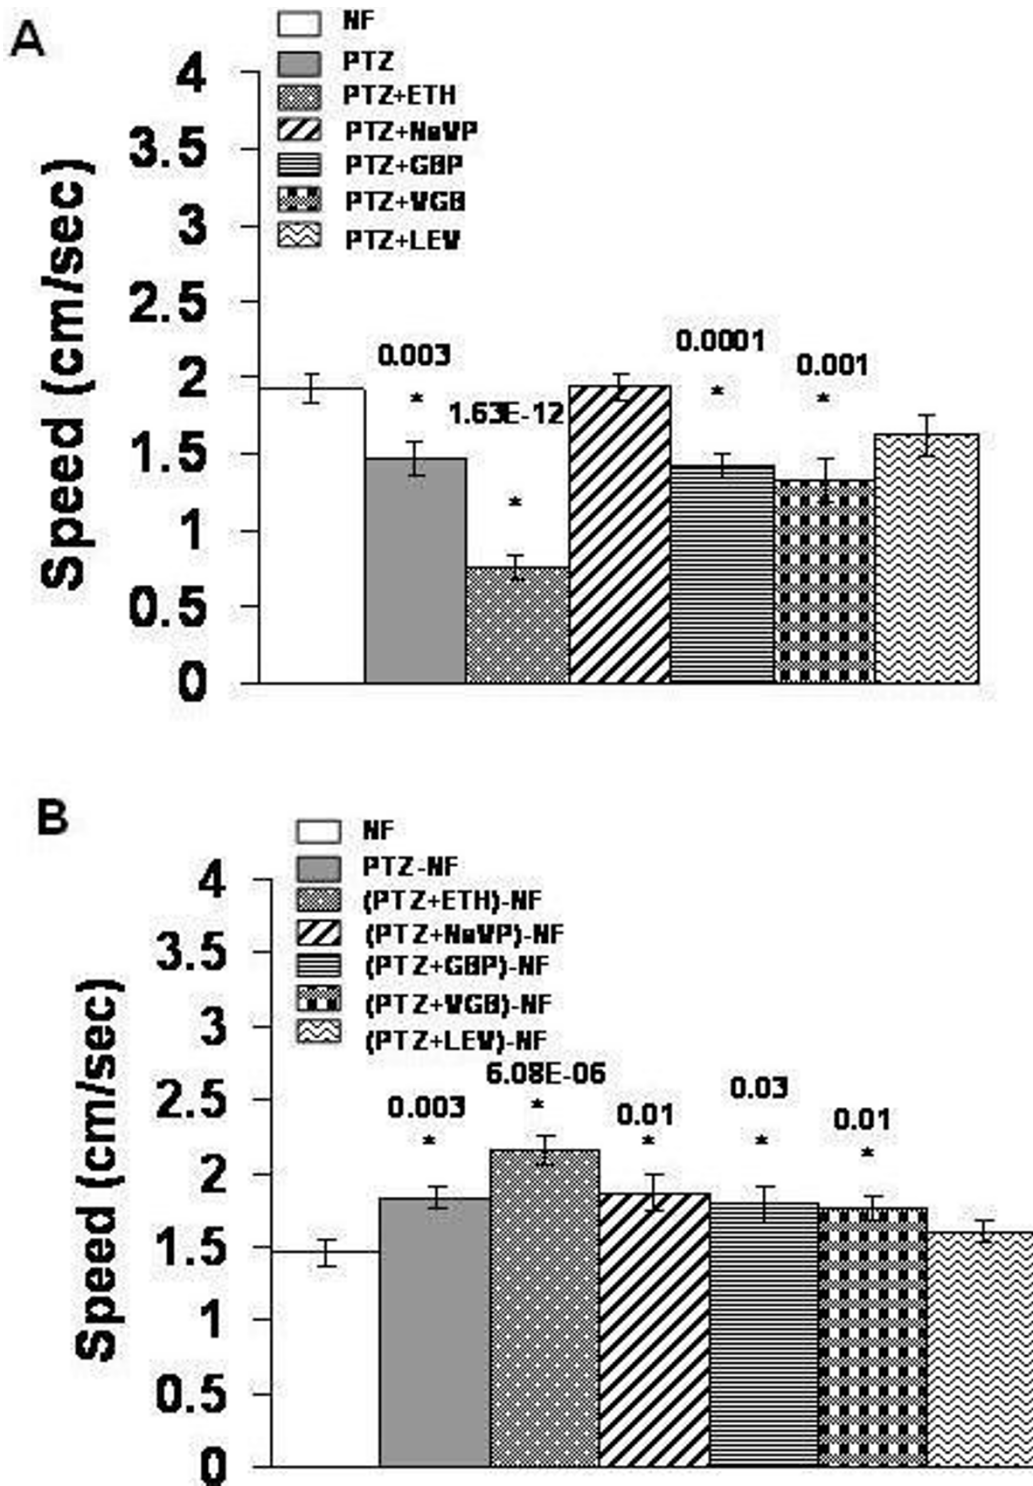 A
NF
PTZ
PTZ+ETH
PTZ+NaVP
PTZ+GBP
PTZ+VGB
PTZ+LEV
Speed (cm/sec)
4
3.5
3
2.5
2
1.5
1
0.5
0
0.003
*
1.63E-12
*
0.0001
*
0.001
*
B
NF
PTZ-NF
(PTZ+ETH)-NF
(PTZ+NaVP)-NF
(PTZ+GBP)-NF
(PTZ+VGB)-NF
(PTZ+LEV)-NF
Speed (cm/sec)
4
3.5
3
2.5
2
1.5
1
0.5
0
0.003
*
6.08E-06
*
0.01
*
0.03
*
0.01
*